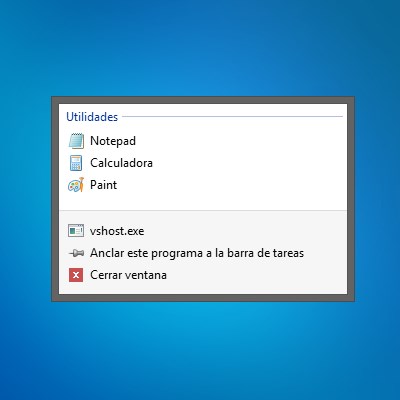 Utilidades
Notepad
Calculadora
Paint
vshost.exe
Anclar este programa a la barra de tareas
Cerrar ventana